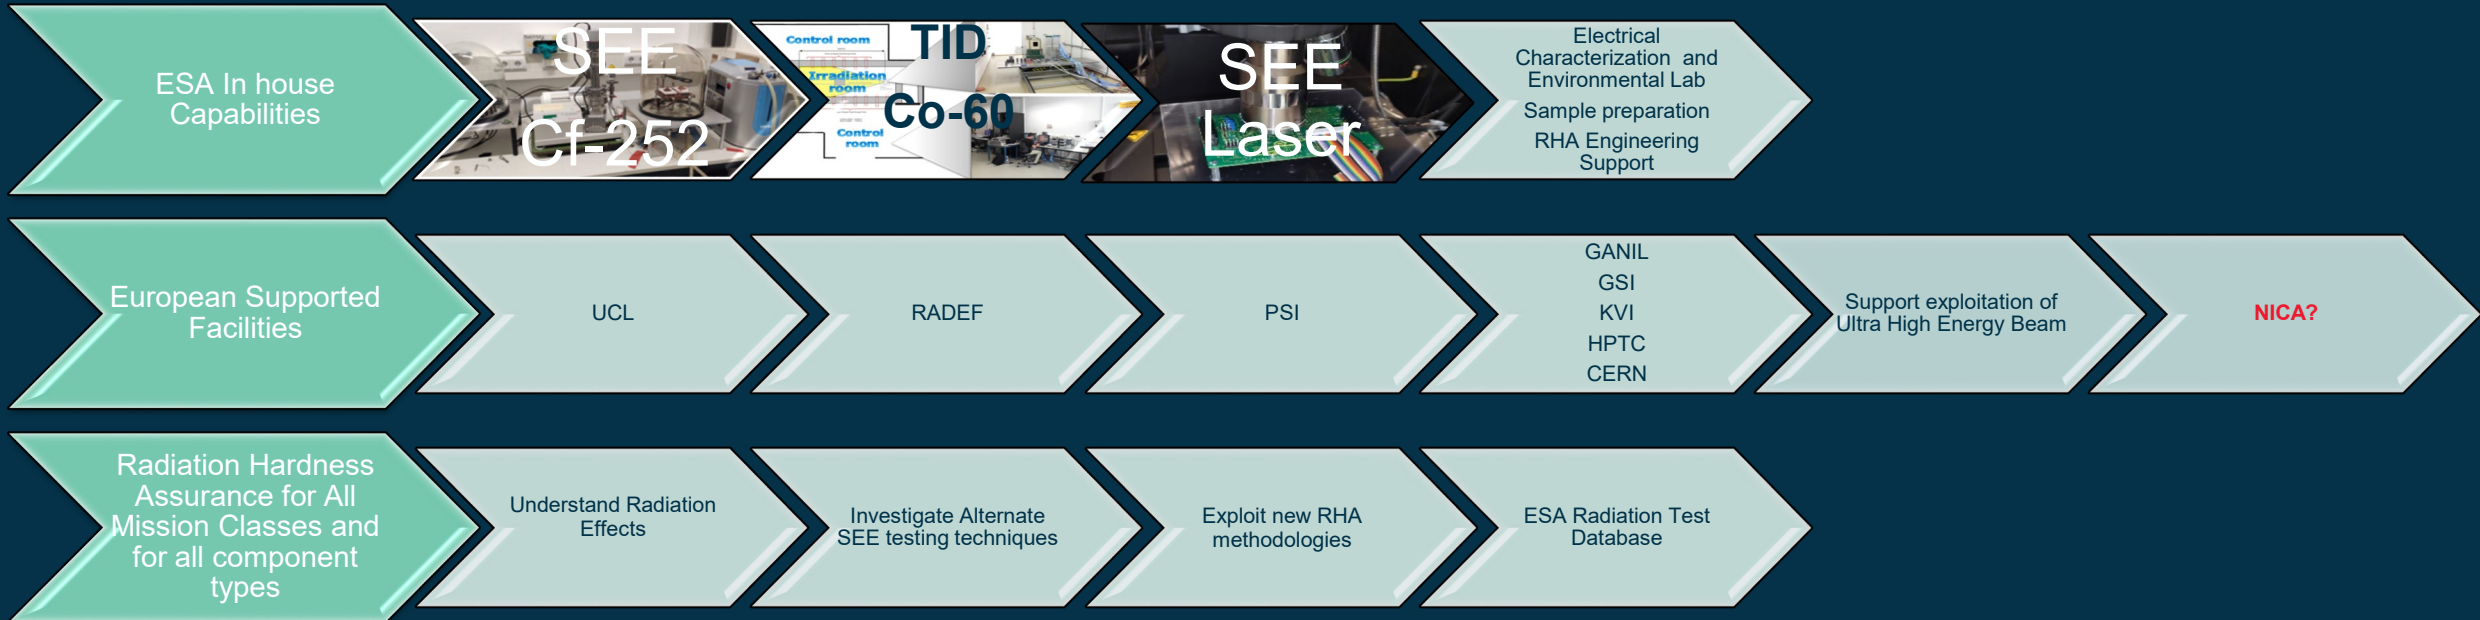 ESA In house
Capabilities
SEE
Cf-252
Control room
Irradiation
room
Control
room
TID
Co-60
SEE
Laser
Electrical
Characterization and
Environmental Lab
Sample preparation
RHA Engineering
Support
European Supported
Facilities
UCL
RADEF
PSI
GANIL
GSI
KVI
HPTC
CERN
Support exploitation of
Ultra High Energy Beam
NICA?
Radiation Hardness
Assurance for All
Mission Classes and
for all component
types
Understand Radiation
Effects
Investigate Alternate
SEE testing techniques
Exploit new RHA
methodologies
ESA Radiation Test
Database